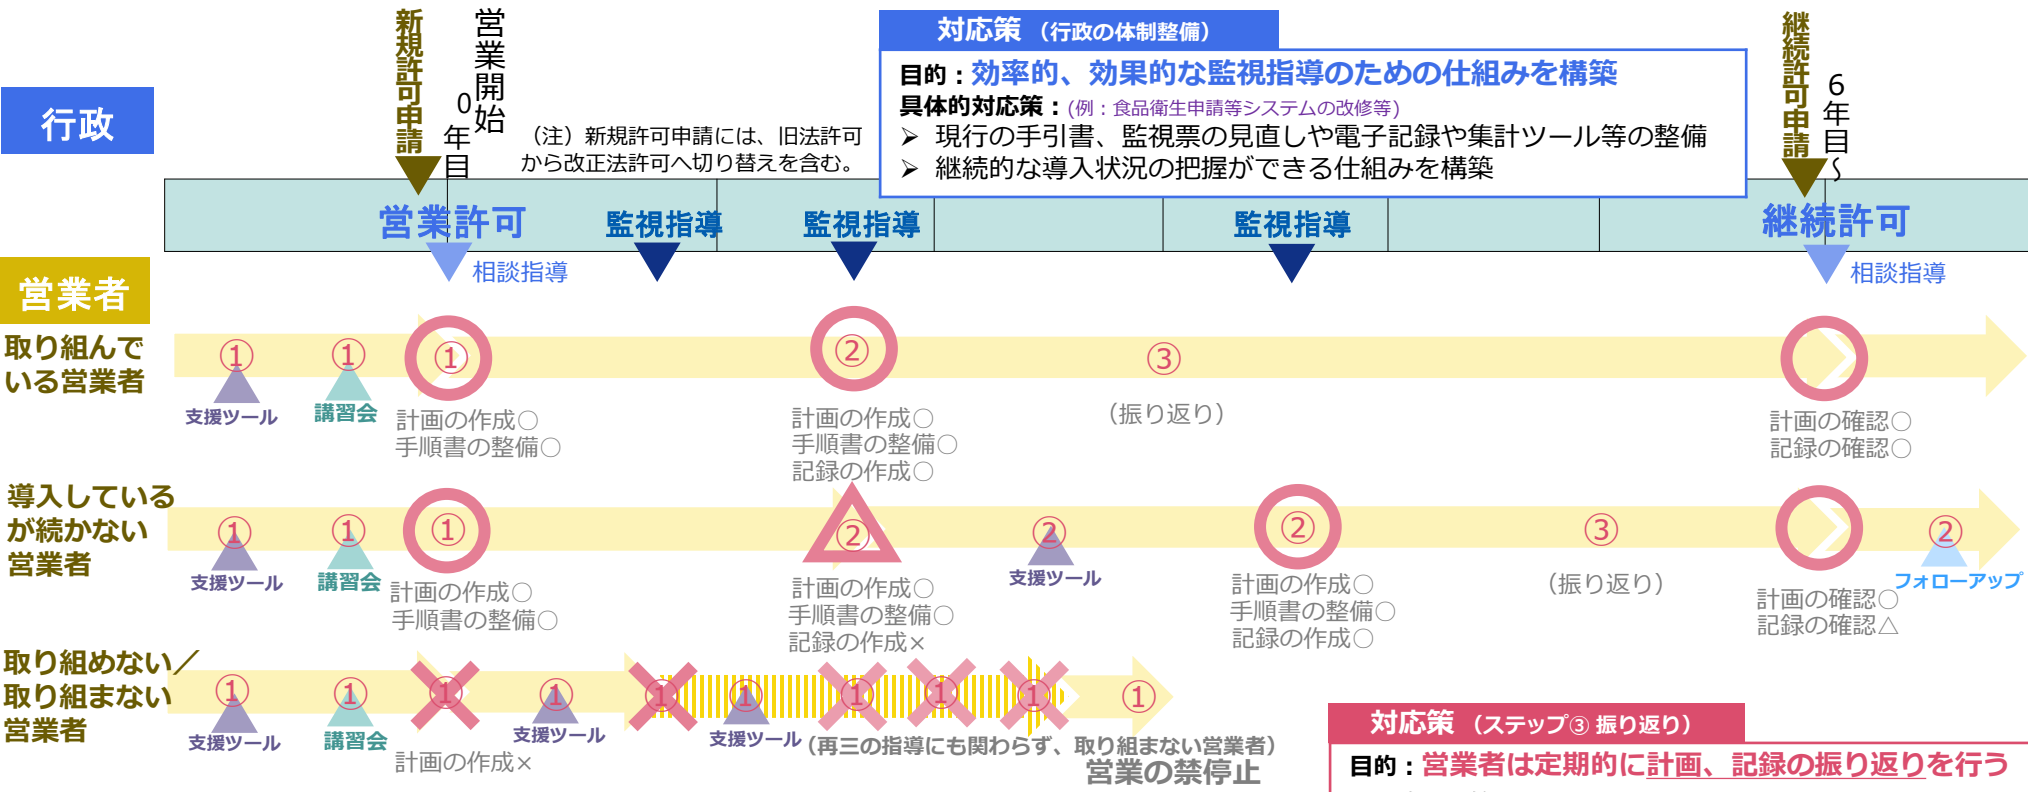 新規許可申請
営業開始
0年目
対応策 （行政の体制整備）
目的：効率的、効果的な監視指導のための仕組みを構築
具体的対応策：(例：食品衛生申請等システムの改修等)
➢ 現行の手引書、監視票の見直しや電子記録や集計ツール等の整備
➢ 継続的な導入状況の把握ができる仕組みを構築
継続許可申請
6年目～
行政
（注）新規許可申請には、旧法許可
から改正法許可へ切り替えを含む。
営業許可
監視指導
監視指導
監視指導
継続許可
相談指導
相談指導
営業者
取り組んで
いる営業者
① ① ① ② ③
支援ツール
講習会
計画の作成○
手順書の整備○
計画の作成○
手順書の整備○
記録の作成○
（振り返り）
計画の確認○
記録の確認○
導入している
が続かない
営業者
① ① ① ② ② ② ③ ②
支援ツール
講習会
計画の作成○
手順書の整備○
計画の作成○
手順書の整備○
記録の作成×
支援ツール
計画の作成○
手順書の整備○
記録の作成○
（振り返り）
計画の確認○
記録の確認△
フォローアップ
取り組めない／
取り組まない
営業者
① ① ① ① ① ① ① ① ① ①
支援ツール
講習会
計画の作成×
支援ツール
支援ツール
（再三の指導にも関わらず、取り組まない営業者）
営業の禁停止
対応策 （ステップ③ 振り返り）
目的：営業者は定期的に計画、記録の振り返りを行う